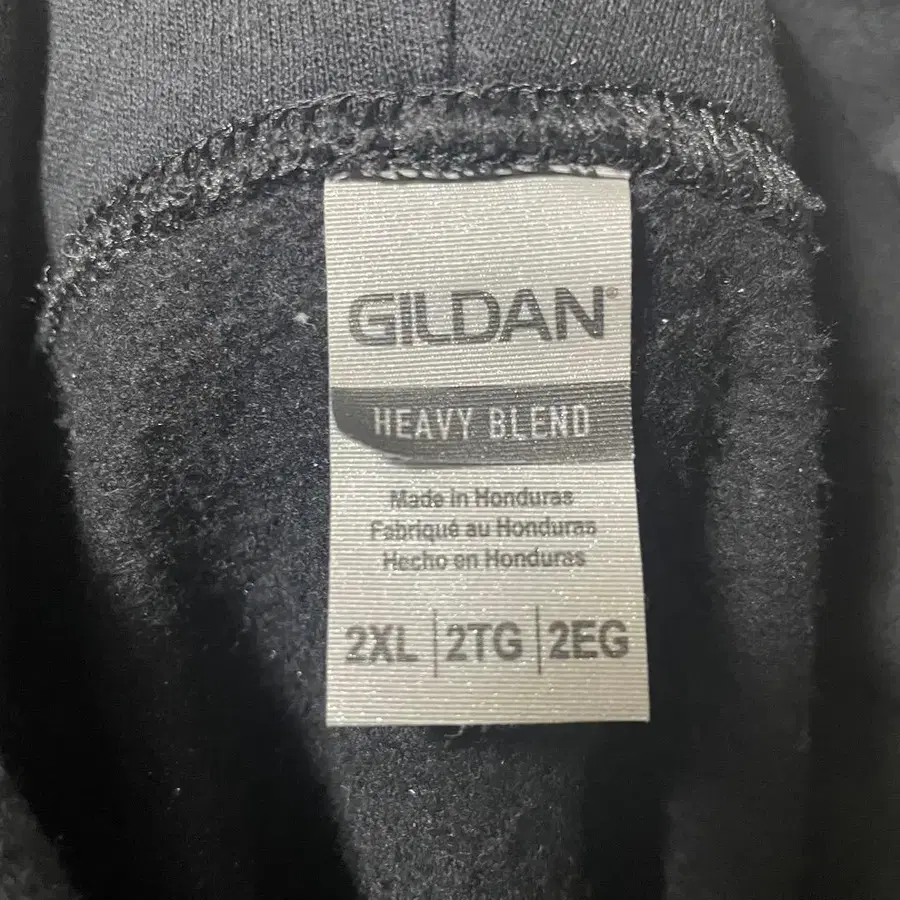 GILDAN®
HEAVY BLEND
Made in Honduras
Fabriqué au Honduras
Hecho en Honduras
2XL | 2TG | 2EG